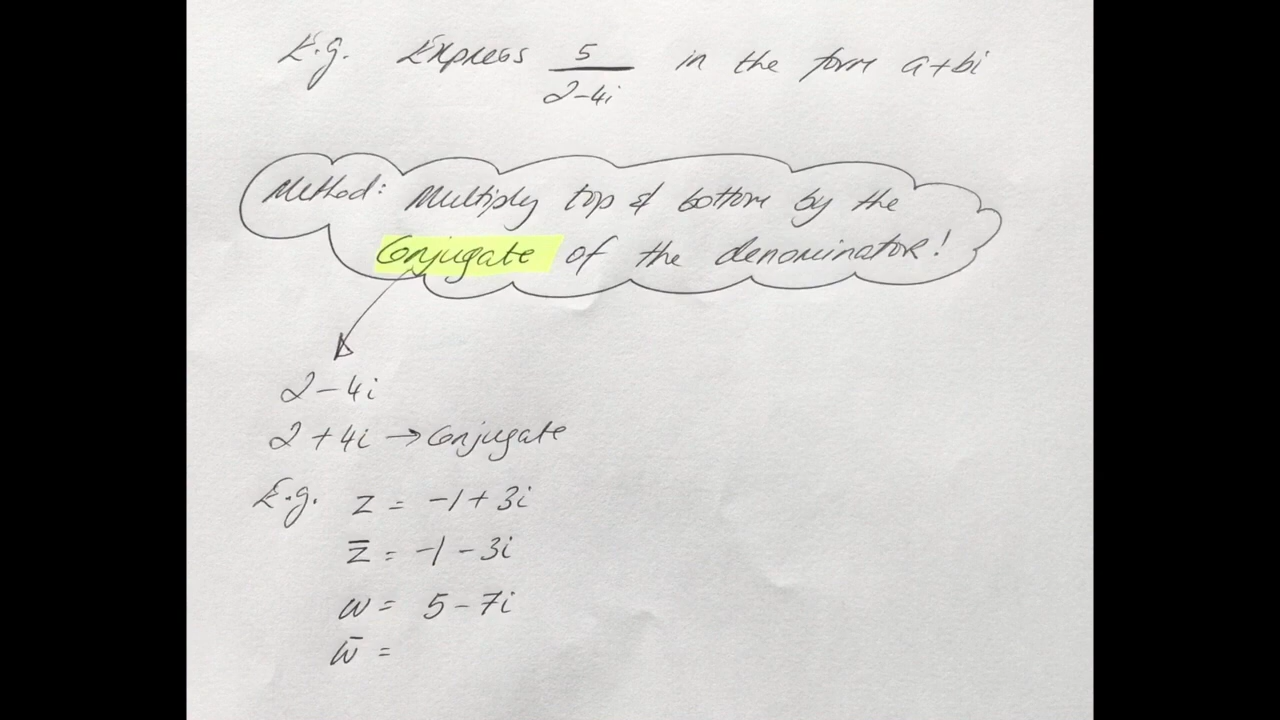 E.g. Express 5/2-4i in the form a+bi
Method: Multiply top & bottom by the
Conjugate of the denominator!
2-4i
2+4i → Conjugate
E.g. z = -1+3i
z̄ = -1-3i
w = 5-7i
w̄ =